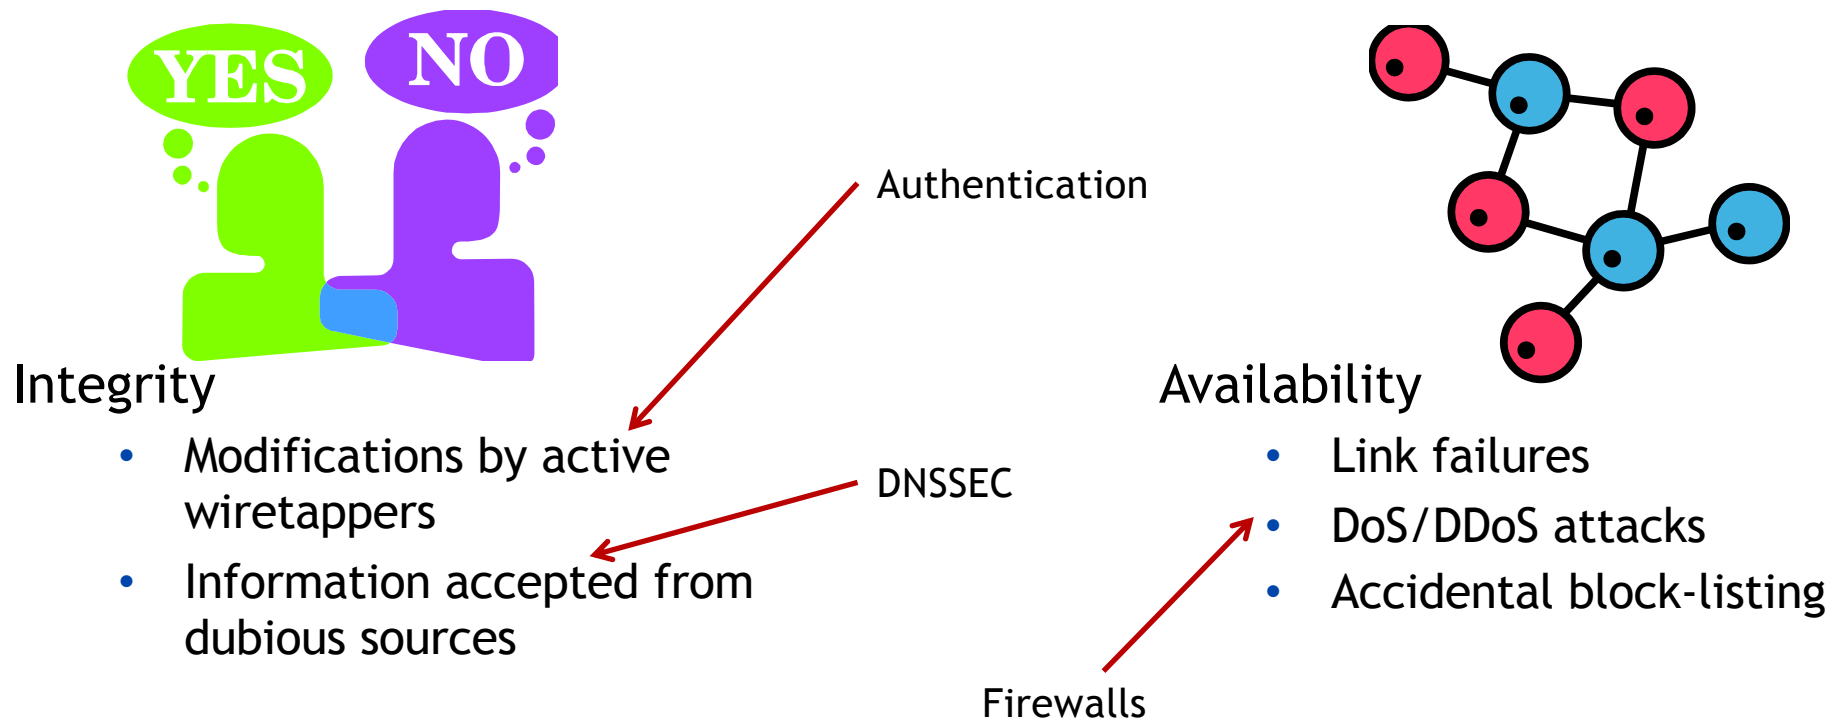 YES
NO
Authentication
Integrity
• Modifications by active
wiretappers
• Information accepted from
dubious sources
DNSSEC
Availability
• Link failures
• DoS/DDoS attacks
• Accidental block-listing
Firewalls